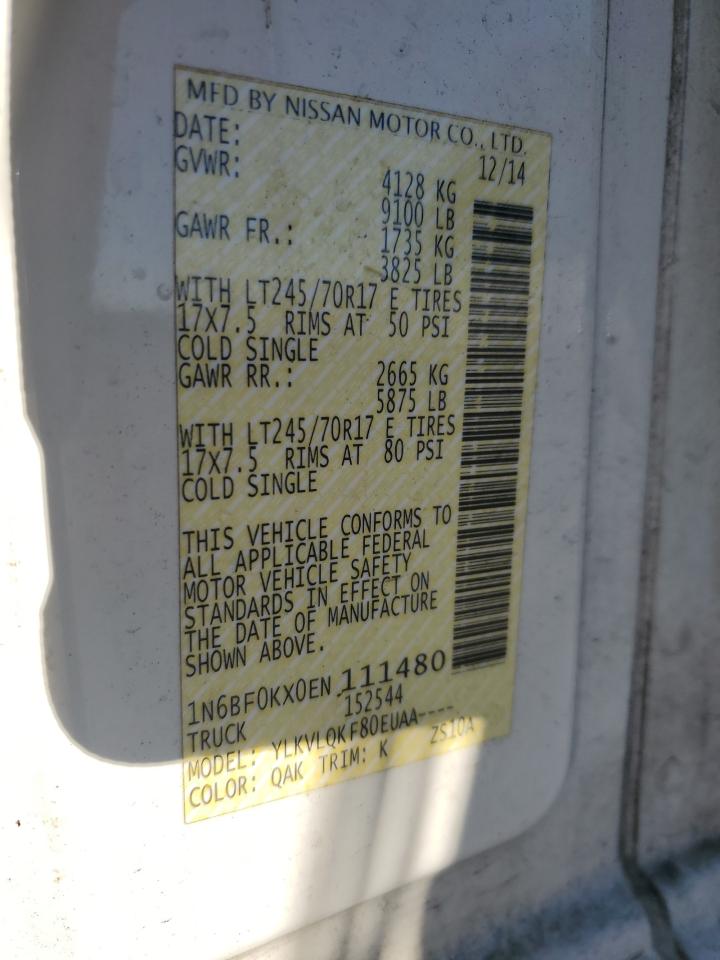 MFD BY NISSAN MOTOR CO., LTD.
DATE: 12/14
GVWR: 4128 KG
9100 LB
GAWR FR.: 1735 KG
3825 LB
WITH LT245/70R17 E TIRES
17X7.5 RIMS AT 50 PSI
COLD SINGLE
GAWR RR.: 2665 KG
5875 LB
WITH LT245/70R17 E TIRES
17X7.5 RIMS AT 80 PSI
COLD SINGLE
THIS VEHICLE CONFORMS TO
ALL APPLICABLE FEDERAL
MOTOR VEHICLE SAFETY
STANDARDS IN EFFECT ON
THE DATE OF MANUFACTURE
SHOWN ABOVE.
1N6BF0KX0EN 111480
TRUCK 152544
MODEL: YLKVLQKF80EUAA----
COLOR: QAK TRIM: K ZS10A